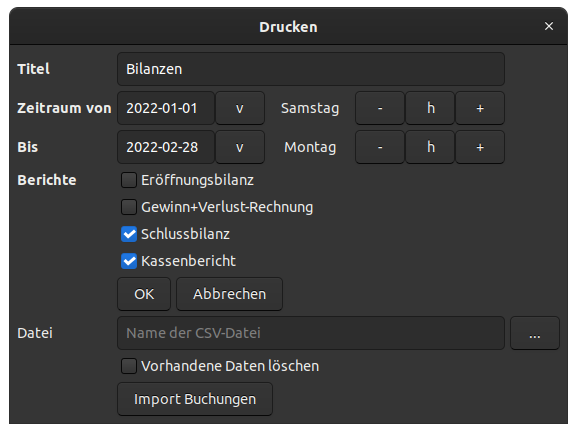 Drucken ×
Titel Bilanzen
Zeitraum von 2022-01-01 v Samstag - h +
Bis 2022-02-28 v Montag - h +
Berichte Eröffnungsbilanz
Gewinn+Verlust-Rechnung
Schlussbilanz
Kassenbericht
OK Abbrechen
Datei Name der CSV-Datei ...
Vorhandene Daten löschen
Import Buchungen